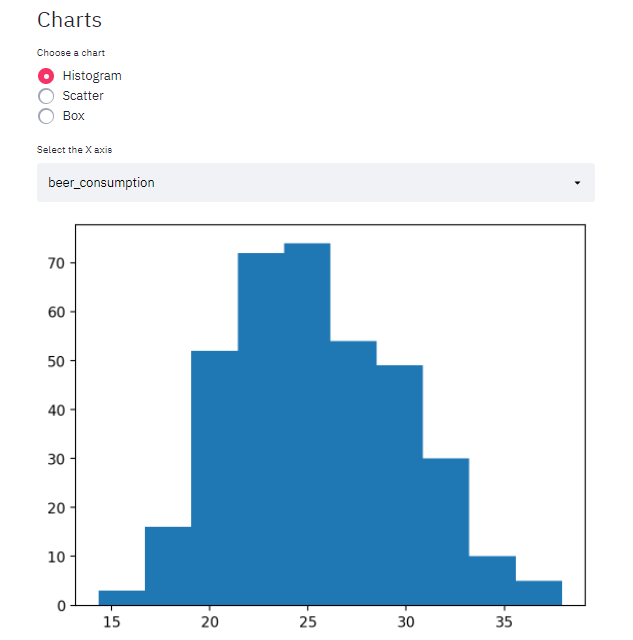 Charts
Choose a chart
Histogram
Scatter
Box
Select the X axis
beer_consumption
70
60
50
40
30
20
10
0
15 20 25 30 35